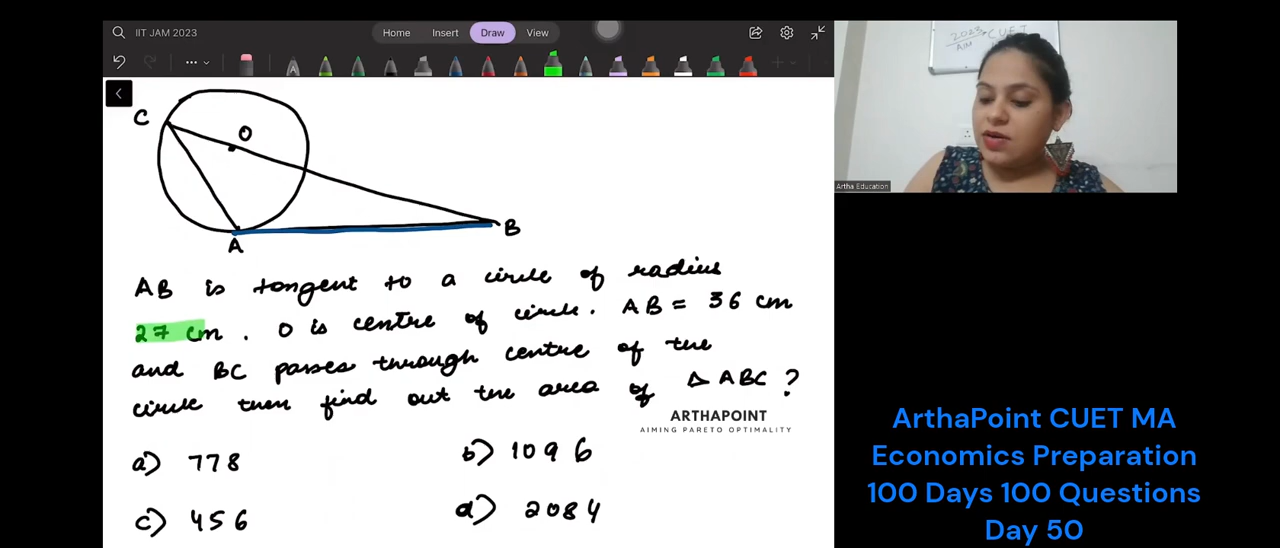 IIT JAM 2023
Home Insert Draw View
C
O
A
B
AB is tangent to a circle of radius
27 cm. O is centre of circle. AB = 36 cm
and BC passes through centre of the
circle then find out the area of △ ABC?
ARTHAPOINT
AIMING PARETO OPTIMALITY
a) 778
b) 1096
c) 456
d) 2084
2023 CUET
AIM
Artha Education
ArthaPoint CUET MA
Economics Preparation
100 Days 100 Questions
Day 50